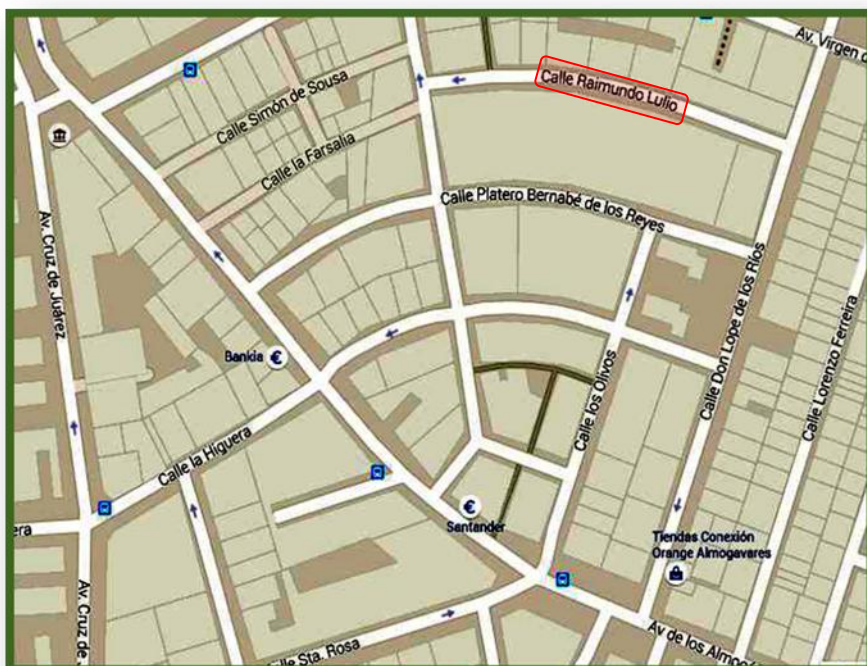 Av. Virgen d
Calle Raimundo Lulio
Calle Simón de Sousa
Calle la Farsalia
Calle Platero Bernabé de los Reyes
Av. Cruz de Juárez
Calle Don Lope de los Ríos
Calle Lorenzo Ferreira
Bankia
€
Calle los Olivos
Calle la Higuera
€
Santander
era
Tiendas Conexión
Orange Almogavares
Av. Cruz de J
Calle Sta. Rosa
Av de los Almogá